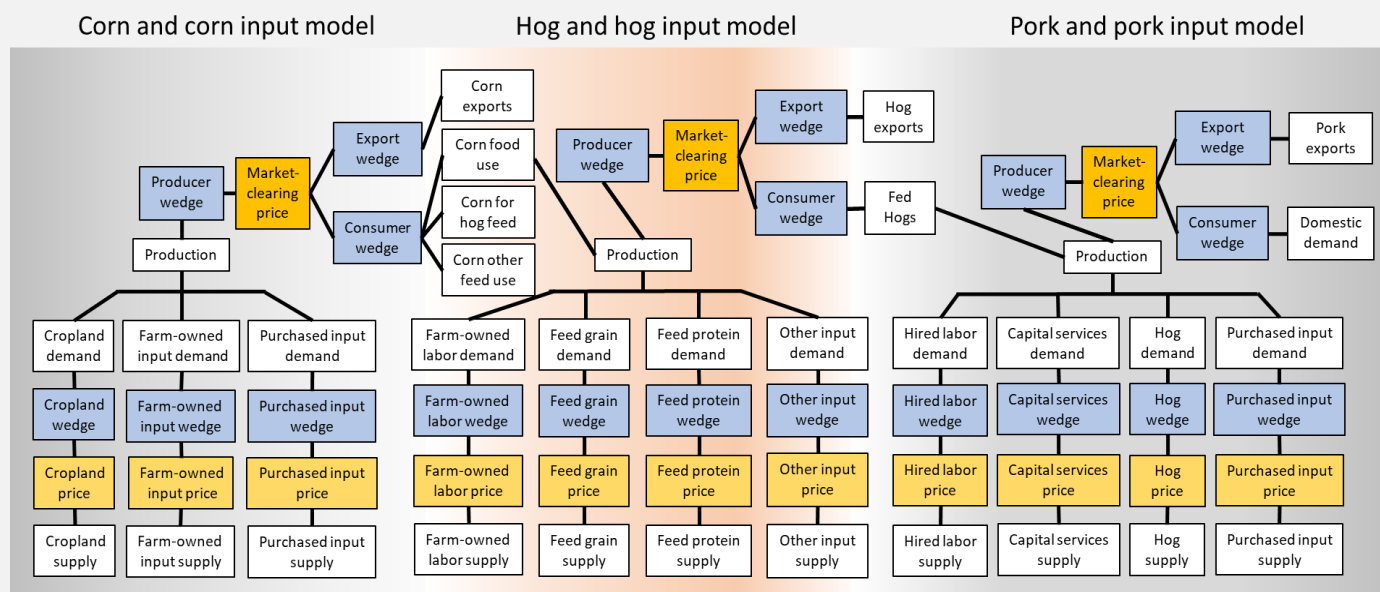 Corn and corn input model
Hog and hog input model
Pork and pork input model
Corn
exports
Corn food
use
Corn for
hog feed
Corn other
feed use
Export
wedge
Consumer
wedge
Market-
clearing
price
Producer
wedge
Production
Cropland
demand
Farm-owned
input demand
Purchased input
demand
Cropland
wedge
Farm-owned
input wedge
Purchased input
wedge
Cropland
price
Farm-owned
input price
Purchased input
price
Cropland
supply
Farm-owned
input supply
Purchased input
supply
Producer
wedge
Market-
clearing
price
Export
wedge
Hog
exports
Consumer
wedge
Fed
Hogs
Production
Farm-owned
labor demand
Feed grain
demand
Feed protein
demand
Other input
demand
Farm-owned
labor wedge
Feed grain
wedge
Feed protein
wedge
Other input
wedge
Farm-owned
labor price
Feed grain
price
Feed protein
price
Other input
price
Farm-owned
labor supply
Feed grain
supply
Feed protein
supply
Other input
supply
Producer
wedge
Market-
clearing
price
Export
wedge
Pork
exports
Consumer
wedge
Domestic
demand
Production
Hired labor
demand
Capital services
demand
Hog
demand
Purchased input
demand
Hired labor
wedge
Capital services
wedge
Hog
wedge
Purchased input
wedge
Hired labor
price
Capital services
price
Hog
price
Purchased input
price
Hired labor
supply
Capital services
supply
Hog
supply
Purchased input
supply